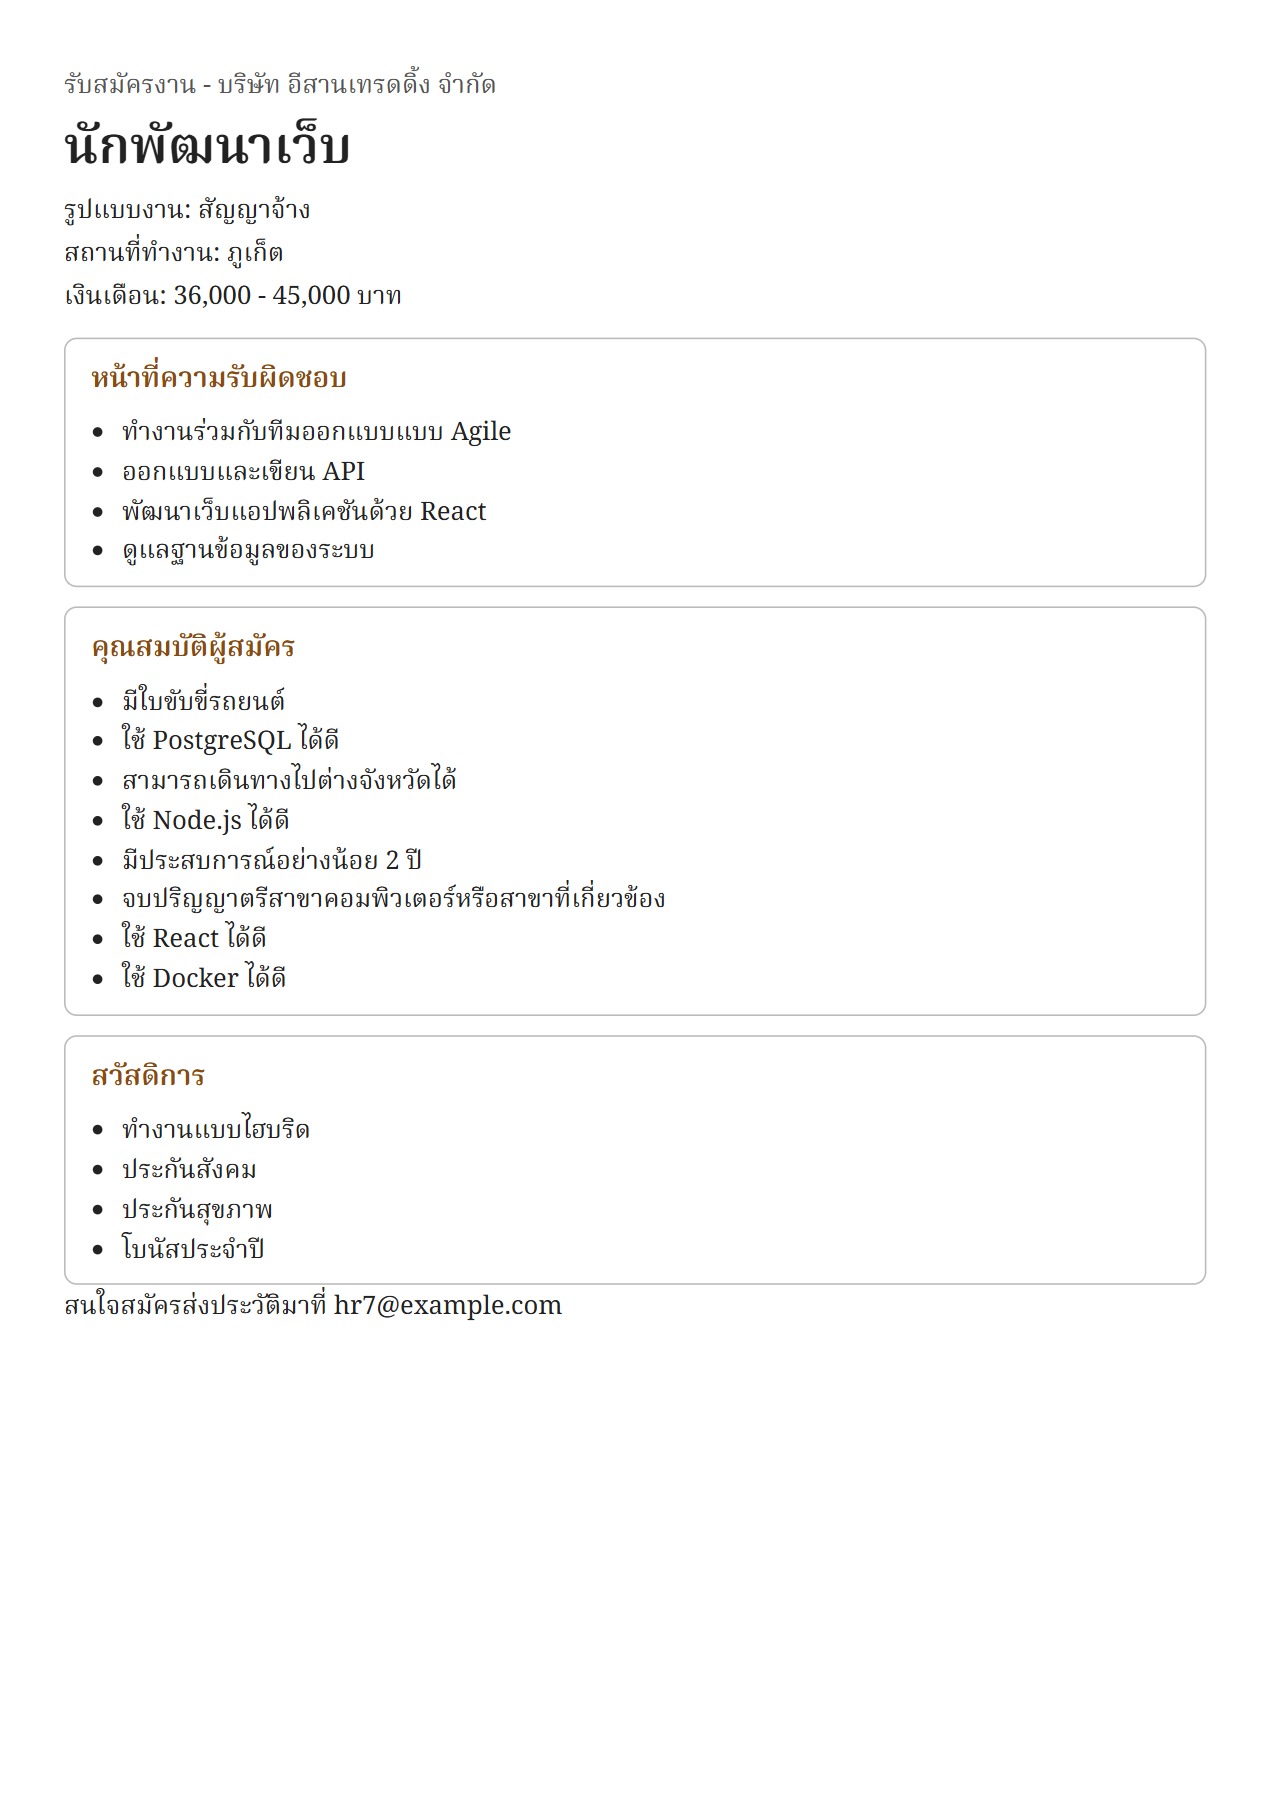 รับสมัครงาน - บริษัท อีสานเทรดดิ้ง จำกัด
นักพัฒนาเว็บ
รูปแบบงาน: สัญญาจ้าง
สถานที่ทำงาน: ภูเก็ต
เงินเดือน: 36,000 - 45,000 บาท
หน้าที่ความรับผิดชอบ
• ทำงานร่วมกับทีมออกแบบแบบ Agile
• ออกแบบและเขียน API
• พัฒนาเว็บแอปพลิเคชันด้วย React
• ดูแลฐานข้อมูลของระบบ
คุณสมบัติผู้สมัคร
• มีใบขับขี่รถยนต์
• ใช้ PostgreSQL ได้ดี
• สามารถเดินทางไปต่างจังหวัดได้
• ใช้ Node.js ได้ดี
• มีประสบการณ์อย่างน้อย 2 ปี
• จบปริญญาตรีสาขาคอมพิวเตอร์หรือสาขาที่เกี่ยวข้อง
• ใช้ React ได้ดี
• ใช้ Docker ได้ดี
สวัสดิการ
• ทำงานแบบไฮบริด
• ประกันสังคม
• ประกันสุขภาพ
• โบนัสประจำปี
สนใจสมัครส่งประวัติมาที่ hr7@example.com